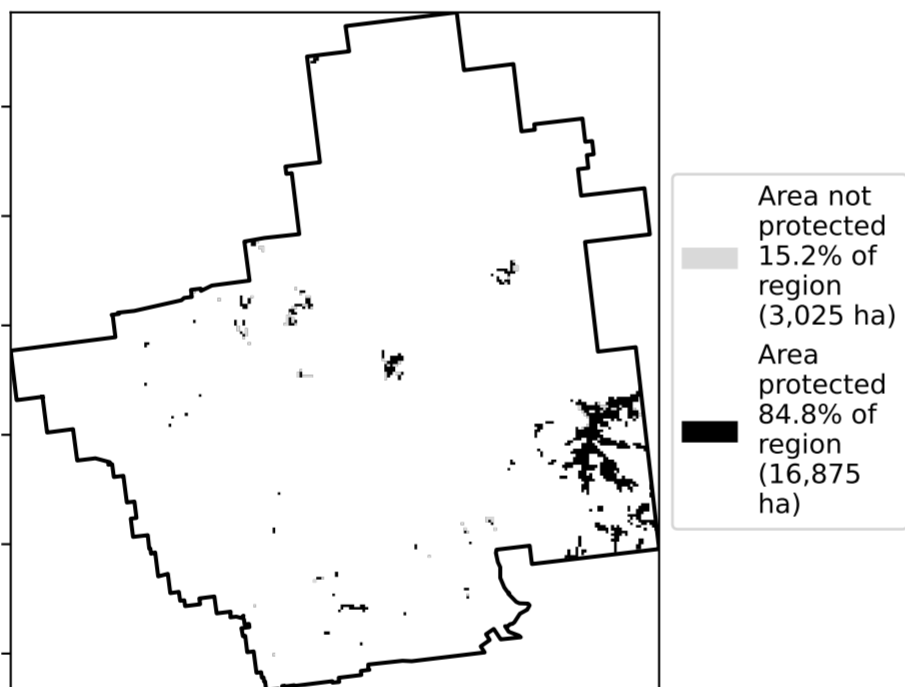 Area not
protected
15.2% of
region
(3,025 ha)
Area
protected
84.8% of
region
(16,875
ha)